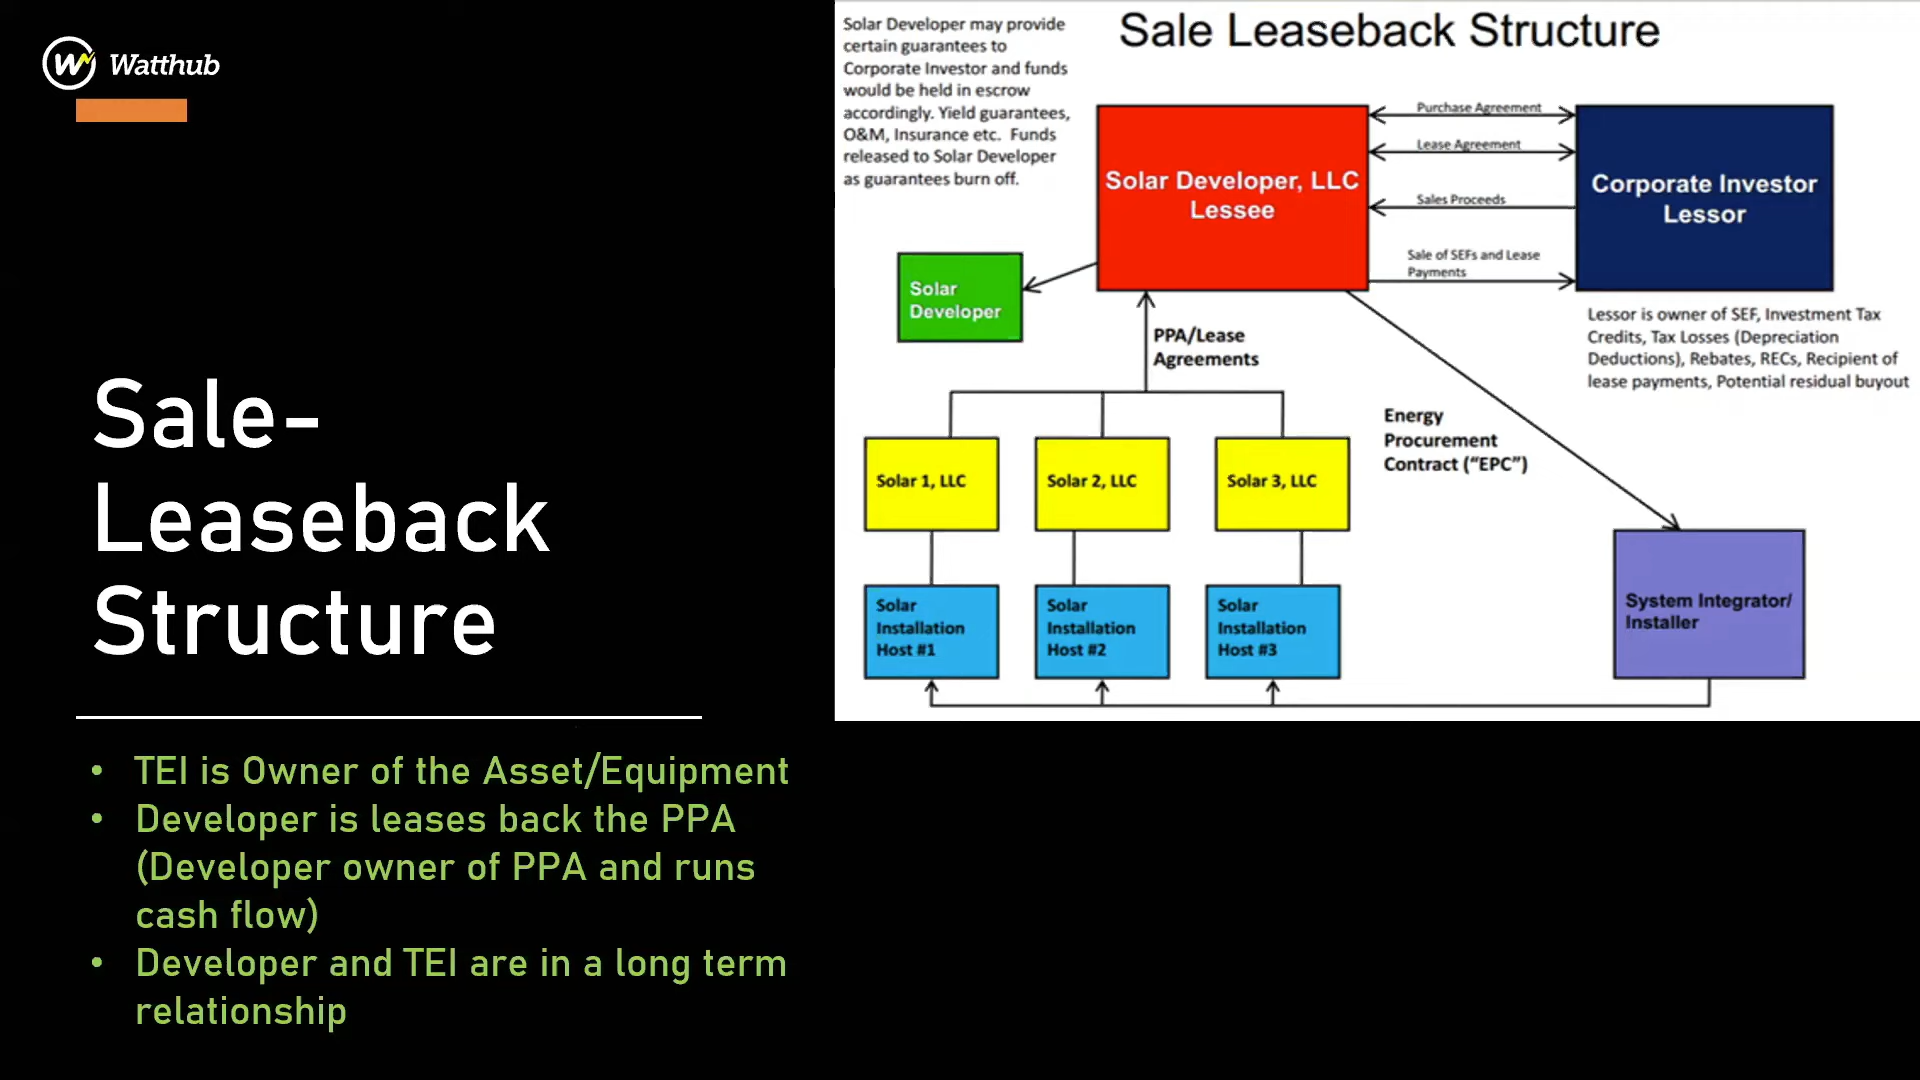 Watthub
Sale-
Leaseback
Structure
• TEI is Owner of the Asset/Equipment
• Developer is leases back the PPA
(Developer owner of PPA and runs
cash flow)
• Developer and TEI are in a long term
relationship
Solar Developer may provide
certain guarantees to
Corporate Investor and funds
would be held in escrow
accordingly. Yield guarantees,
O&M, Insurance etc. Funds
released to Solar Developer
as guarantees burn off.
Sale Leaseback Structure
Solar Developer, LLC
Lessee
Purchase Agreement
Lease Agreement
Sales Proceeds
Sale of SEFs and Lease
Payments
Corporate Investor
Lessor
Lessor is owner of SEF, Investment Tax
Credits, Tax Losses (Depreciation
Deductions), Rebates, RECs, Recipient of
lease payments, Potential residual buyout
Solar
Developer
PPA/Lease
Agreements
Energy
Procurement
Contract (“EPC”)
Solar 1, LLC
Solar 2, LLC
Solar 3, LLC
Solar
Installation
Host #1
Solar
Installation
Host #2
Solar
Installation
Host #3
System Integrator/
Installer